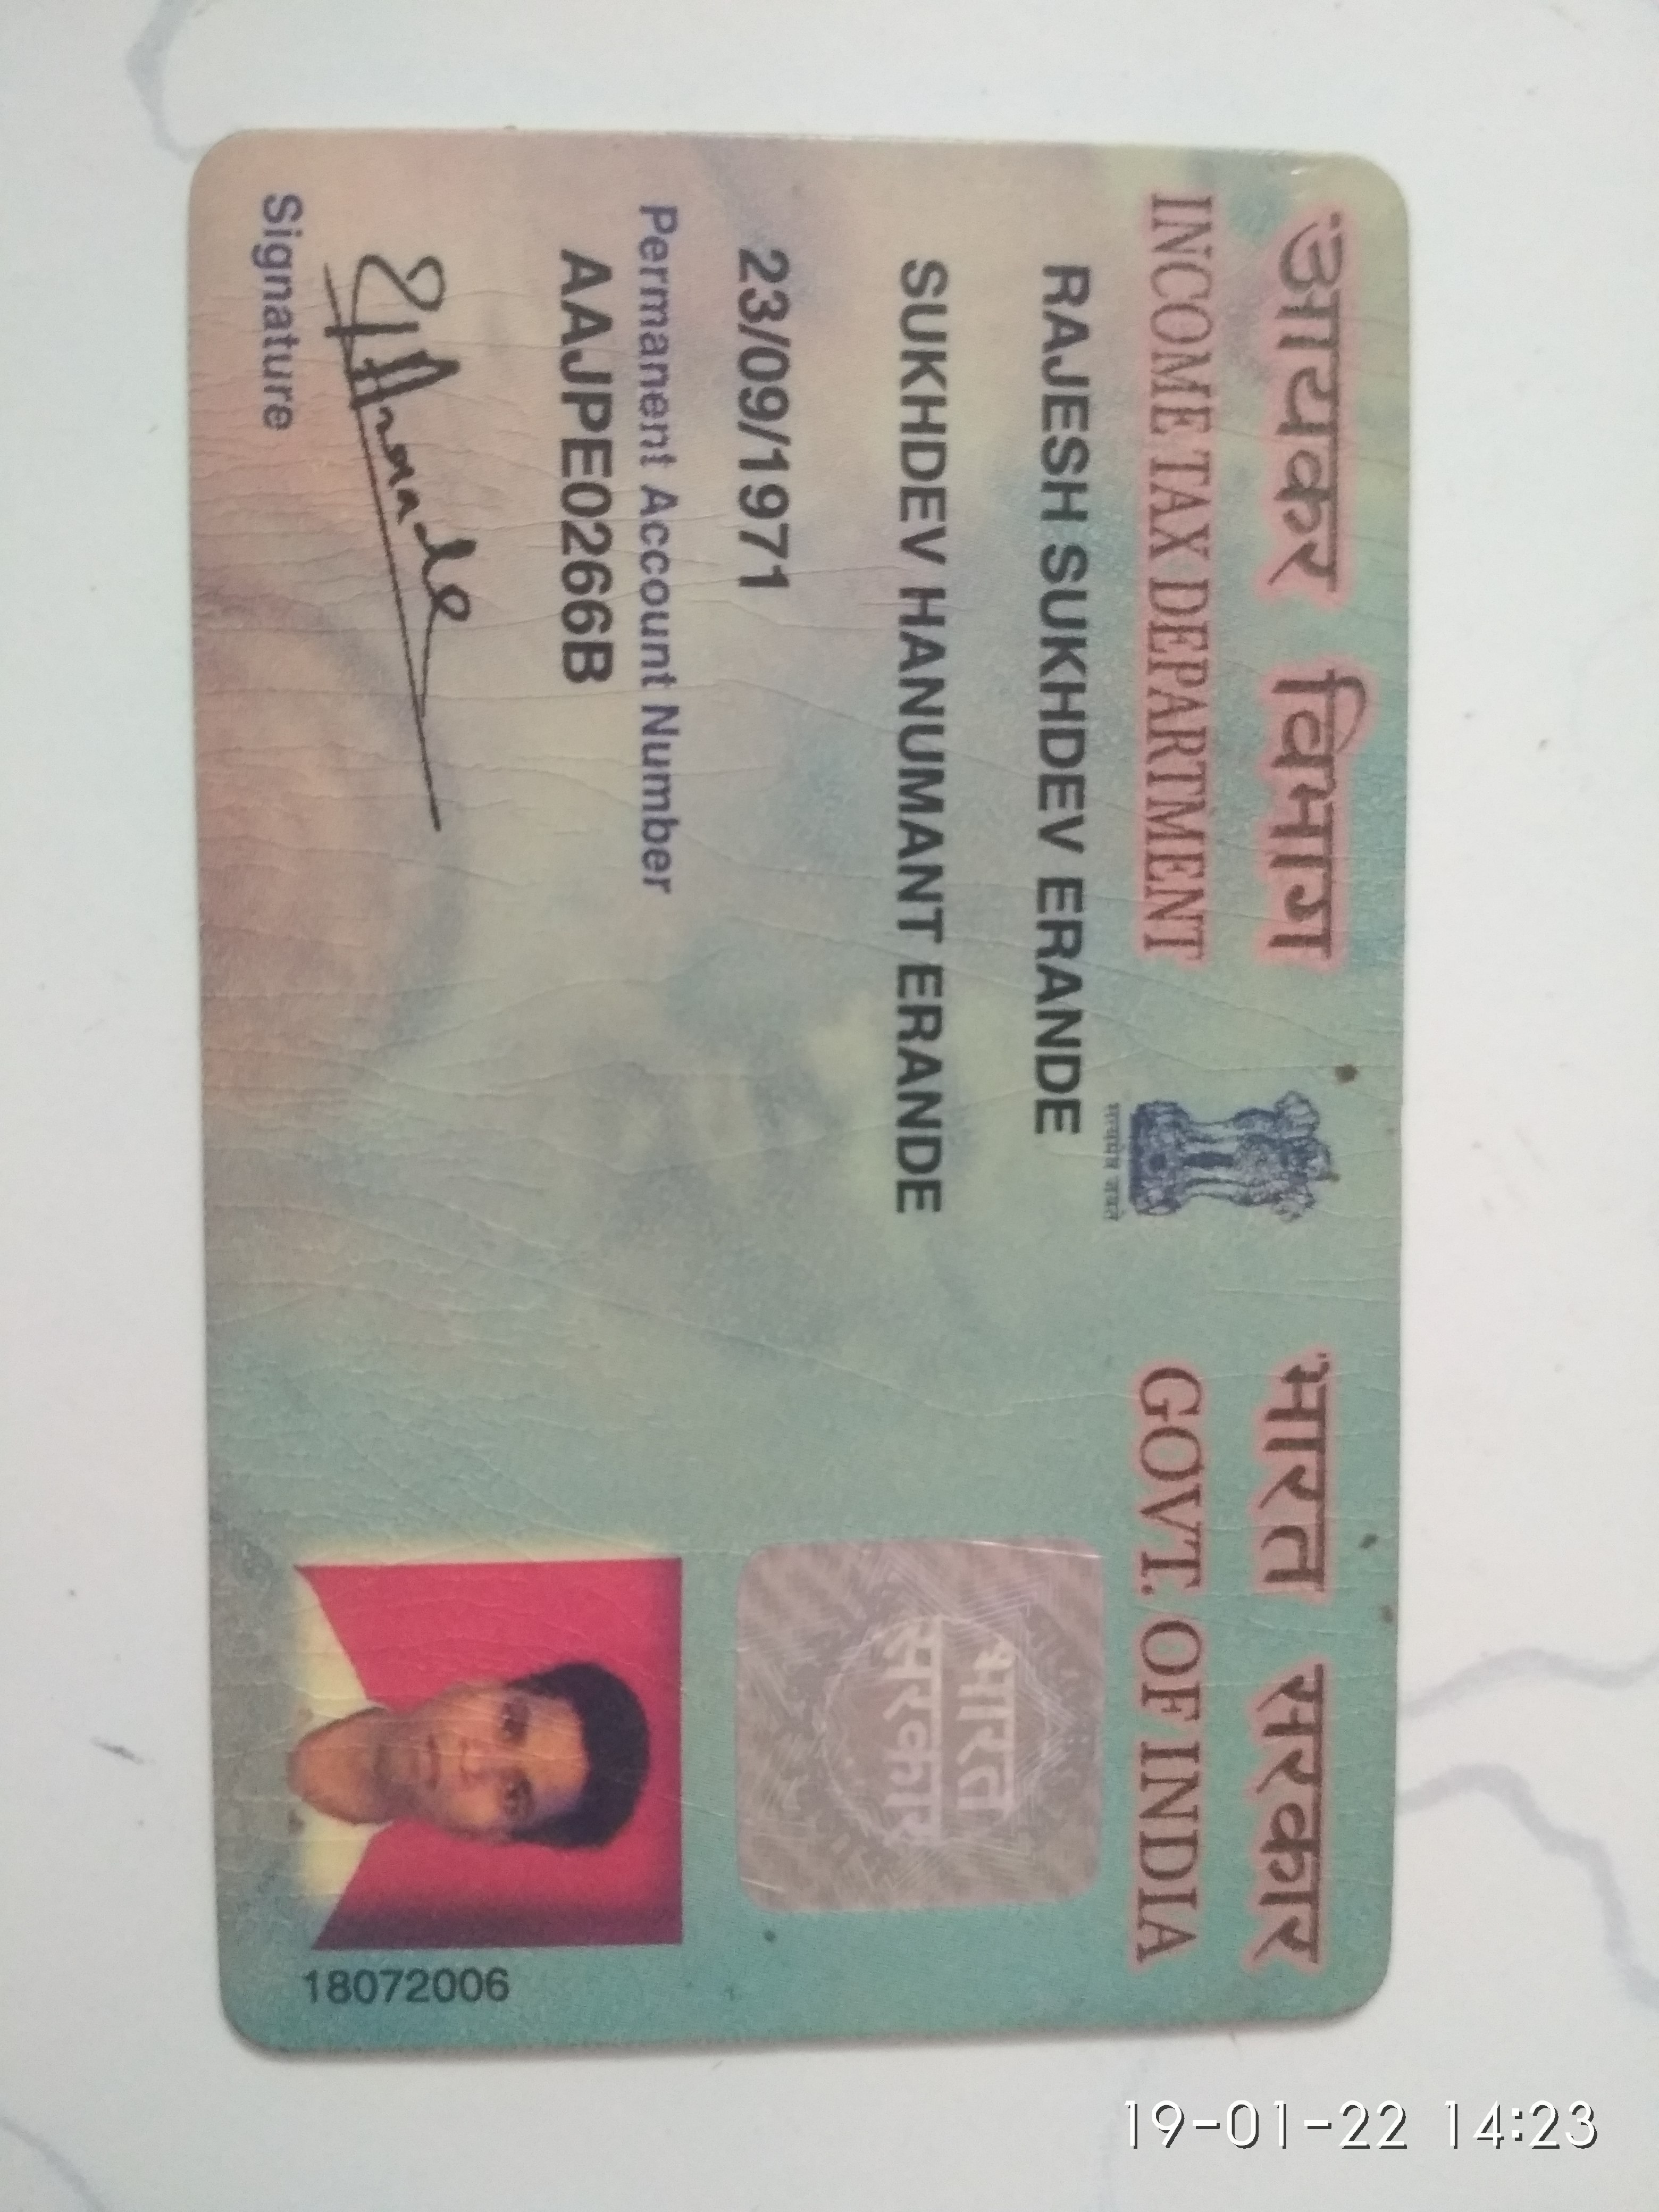 आयकर विभाग
INCOME TAX DEPARTMENT
सत्यमेव जयते
भारत सरकार
GOVT. OF INDIA
RAJESH SUKHDEV ERANDE
SUKHDEV HANUMANT ERANDE
23/09/1971
Permanent Account Number
AAJPE0266B
Signature
भारत
सरकार
18072006
19-01-22 14:23